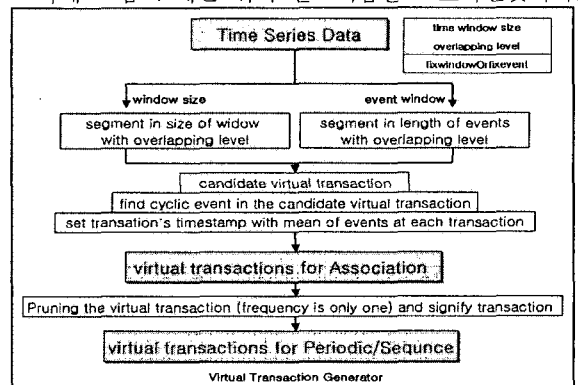 Time Series Data
time window size
overlapping level
fixwindowOrfixevent
window size
event window
segment in size of widow
with overlapping level
segment in length of events
with overlapping level
candidate virtual transaction
find cyclic event in the candidate virtual transaction
set transation's timestamp with mean of events at each transaction
virtual transactions for Association
Pruning the virtual transaction (frequency is only one) and signify transaction
virtual transactions for Periodic/Sequnce
Virtual Transaction Generator